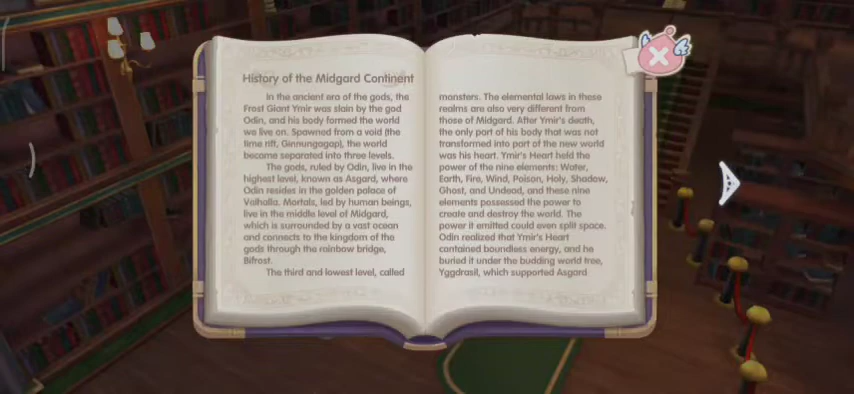 History of the Midgard Continent
In the ancient era of the gods, the
Frost Giant Ymir was slain by the god
Odin, and his body formed the world
we live on. Spawned from a void (the
time rift, Ginnungagap), the world
became separated into three levels.
The gods, ruled by Odin, live in the
highest level, known as Asgard, where
Odin resides in the golden palace of
Valhalla. Mortals, led by human beings,
live in the middle level of Midgard,
which is surrounded by a vast ocean
and connects to the kingdom of the
gods through the rainbow bridge,
Bifrost.
The third and lowest level, called
monsters. The elemental laws in these
realms are also very different from
those of Midgard. After Ymir's death,
the only part of his body that was not
transformed into part of the new world
was his heart. Ymir's Heart held the
power of the nine elements: Water,
Earth, Fire, Wind, Poison, Holy, Shadow,
Ghost, and Undead, and these nine
elements possessed the power to
create and destroy the world. The
power it emitted could even split space.
Odin realized that Ymir's Heart
contained boundless energy, and he
buried it under the budding world tree,
Yggdrasil, which supported Asgard